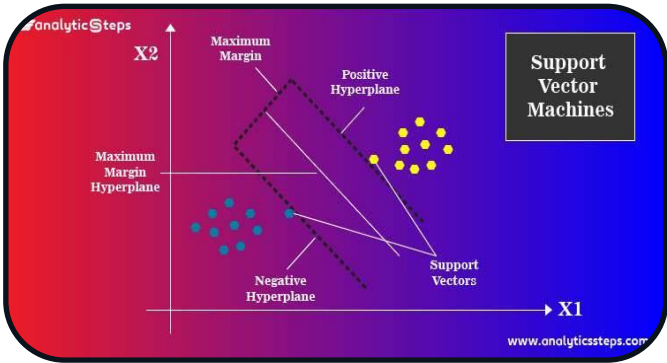 analyticSteps
X2
Maximum
Margin
Positive
Hyperplane
Support
Vector
Machines
Maximum
Margin
Hyperplane
Negative
Hyperplane
Support
Vectors
X1
www.analyticssteps.com